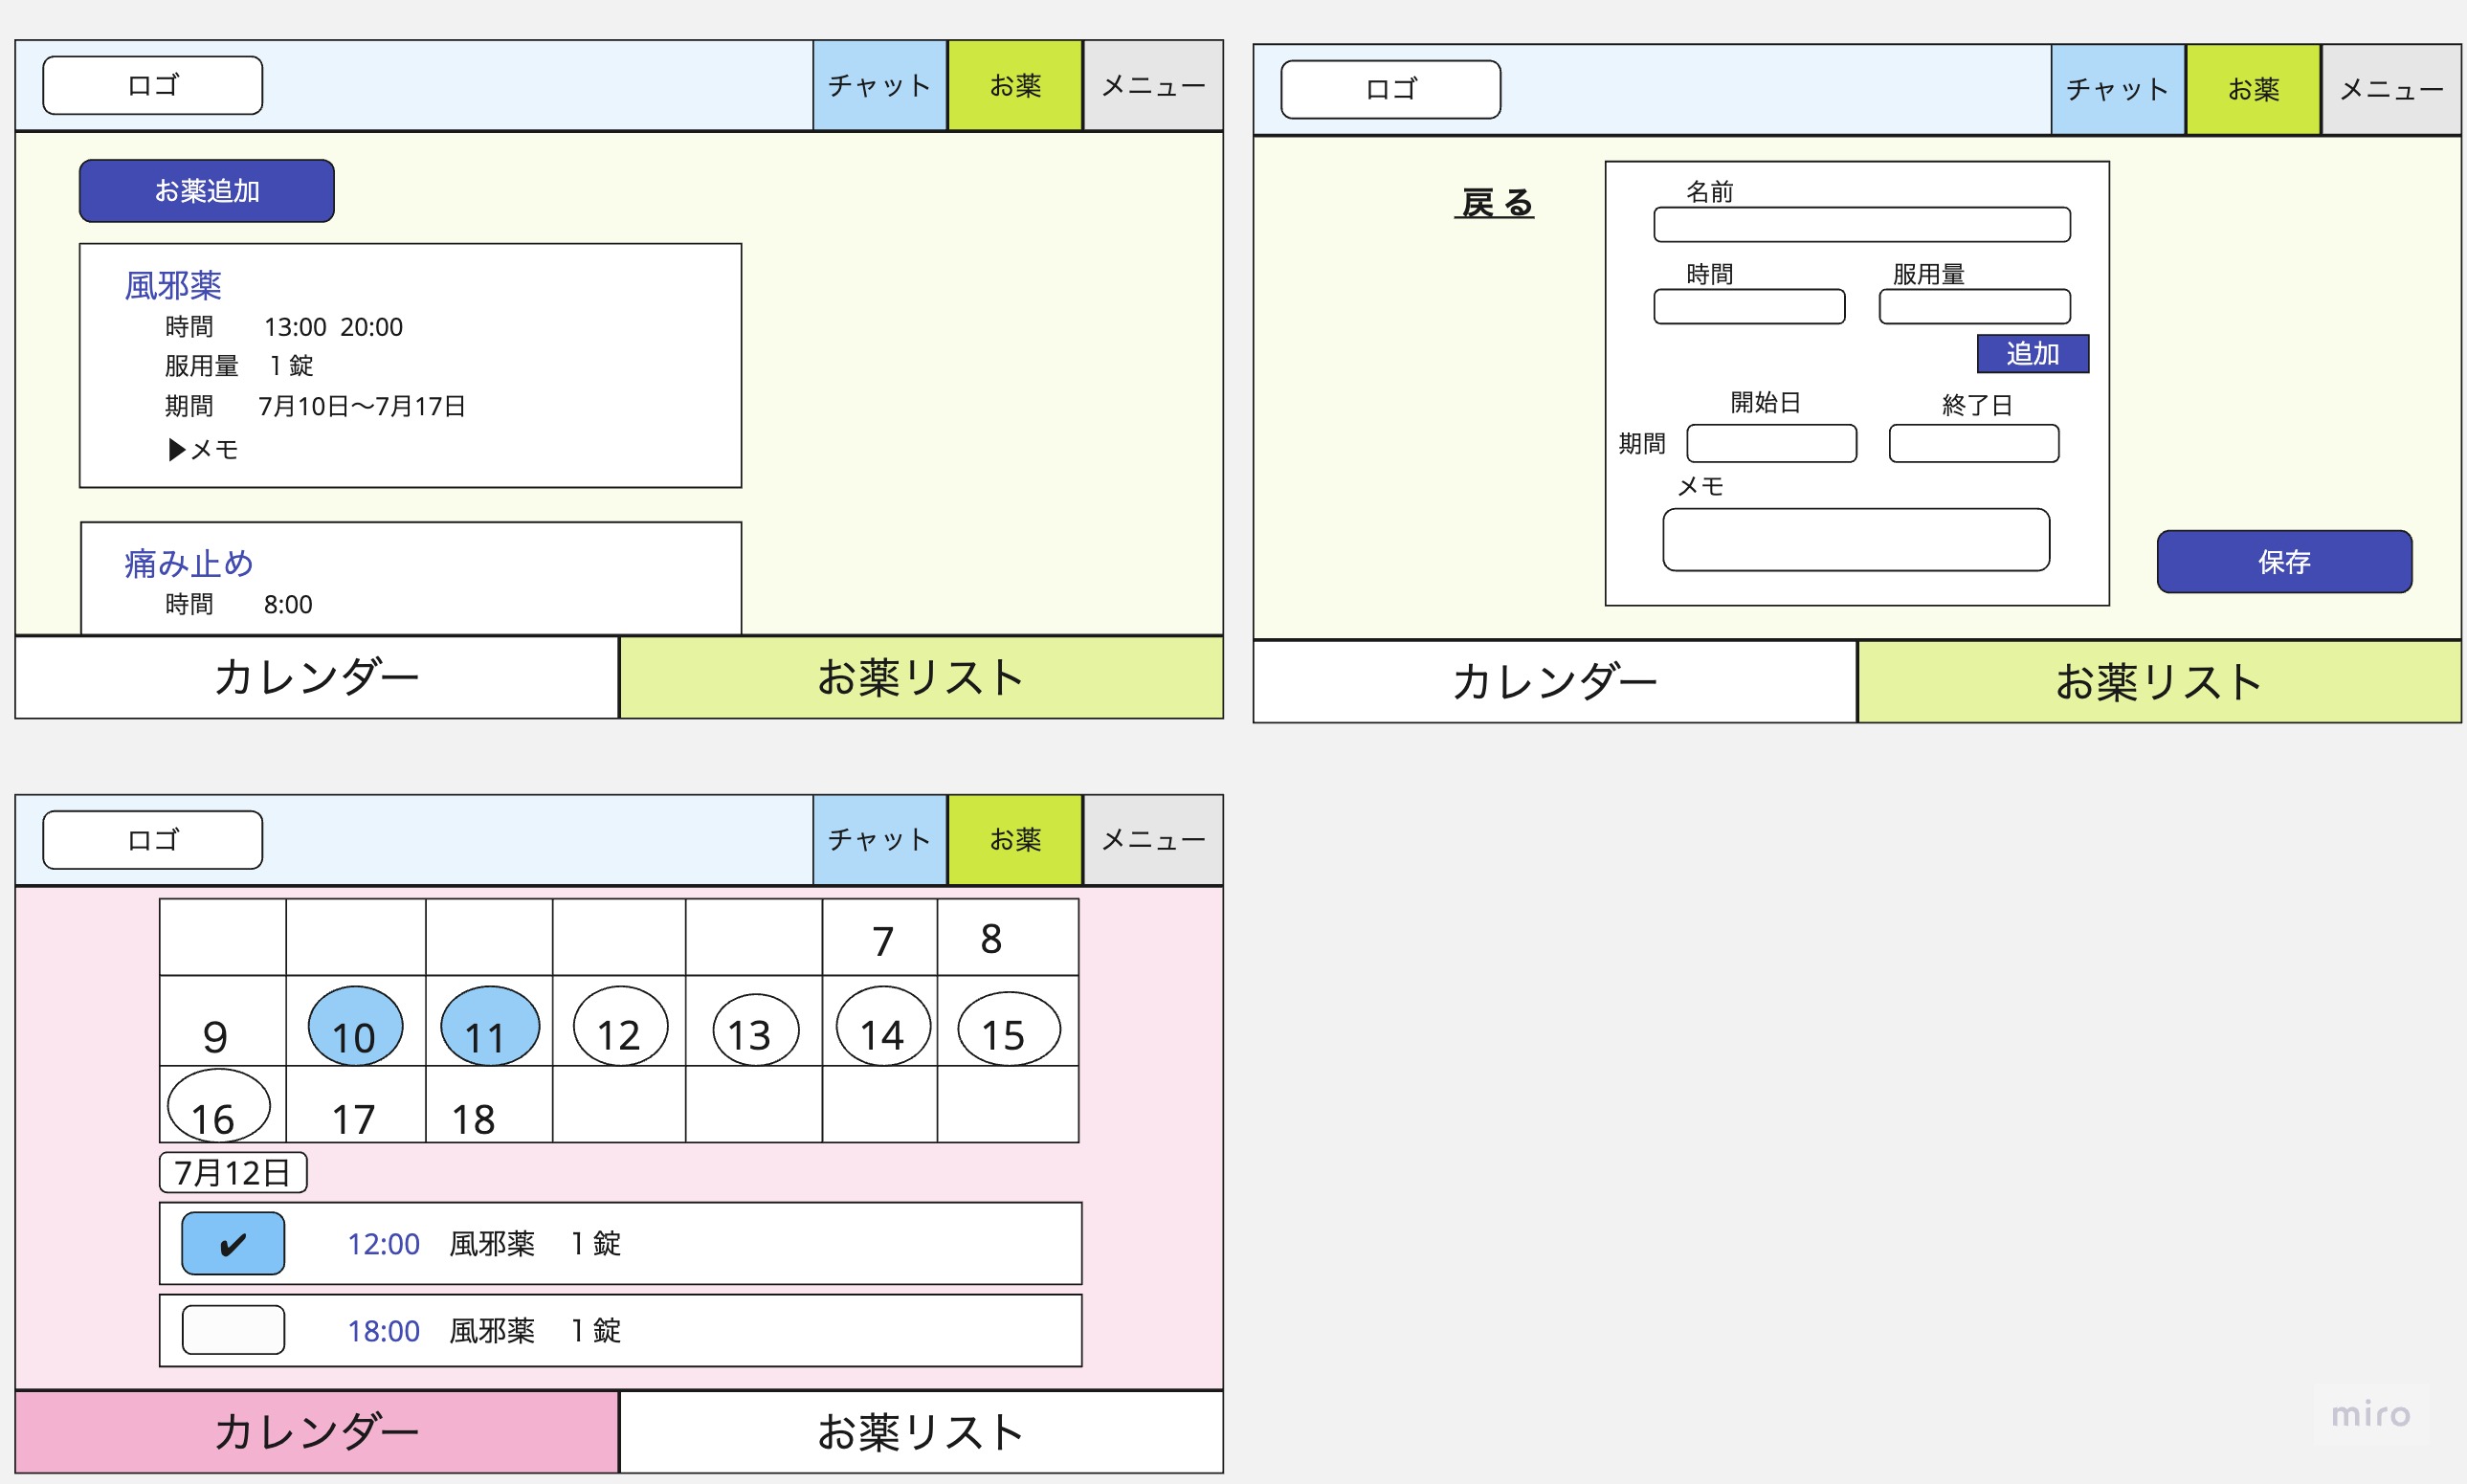 ロゴ
チャット
お薬
メニュー
お薬追加
風邪薬
時間 13:00 20:00
服用量 1錠
期間 7月10日〜7月17日
▶メモ
痛み止め
時間 8:00
カレンダー
お薬リスト
ロゴ
チャット
お薬
メニュー
戻る
名前
時間
服用量
追加
開始日
終了日
期間
メモ
保存
カレンダー
お薬リスト
ロゴ
チャット
お薬
メニュー
7 8
9 10 11 12 13 14 15
16 17 18
7月12日
✔ 12:00 風邪薬 1錠
18:00 風邪薬 1錠
カレンダー
お薬リスト
miro